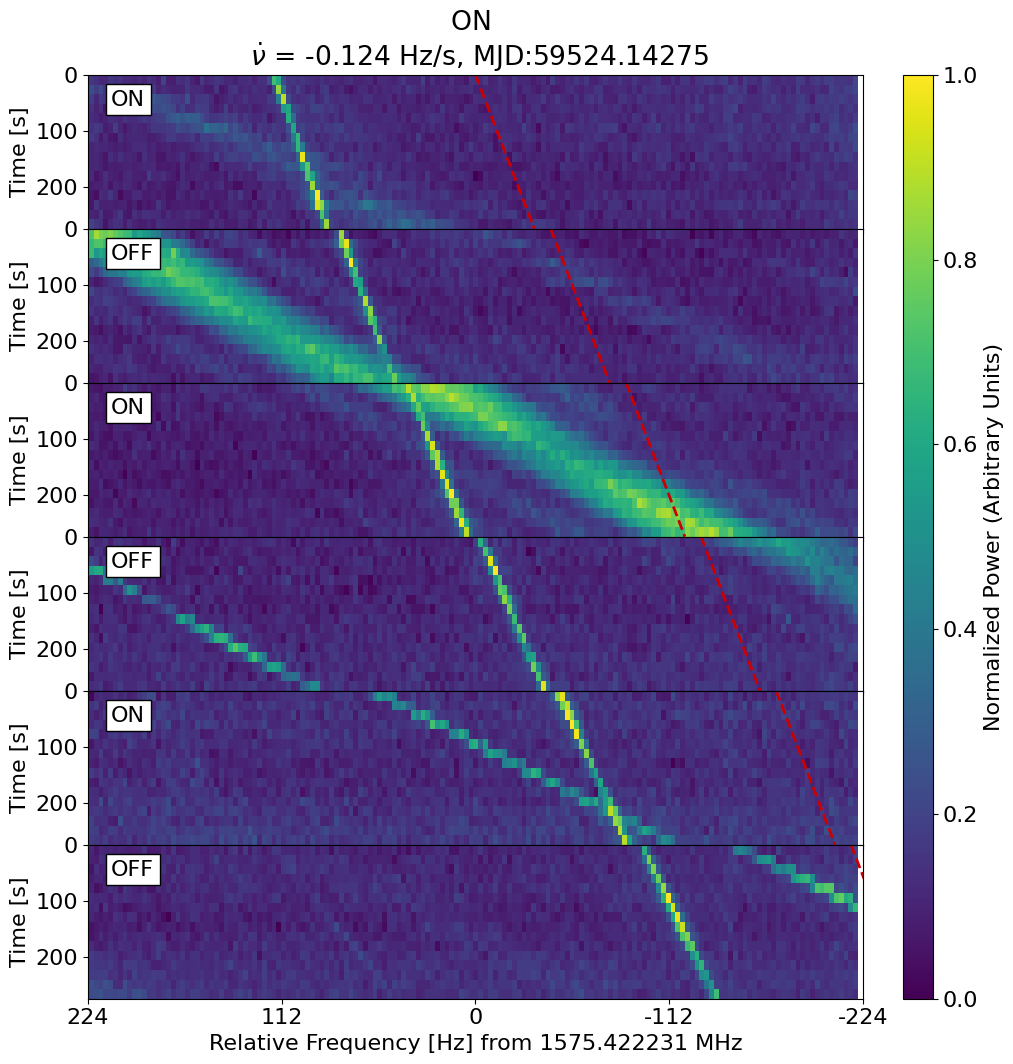 ON
ν̇ = -0.124 Hz/s, MJD:59524.14275
0
ON
100
200
Time [s]
0
OFF
100
200
Time [s]
0
ON
100
200
Time [s]
0
OFF
100
200
Time [s]
0
ON
100
200
Time [s]
0
OFF
100
200
Time [s]
224 112 0 -112 -224
Relative Frequency [Hz] from 1575.422231 MHz
1.0
0.8
0.6
0.4
0.2
0.0
Normalized Power (Arbitrary Units)